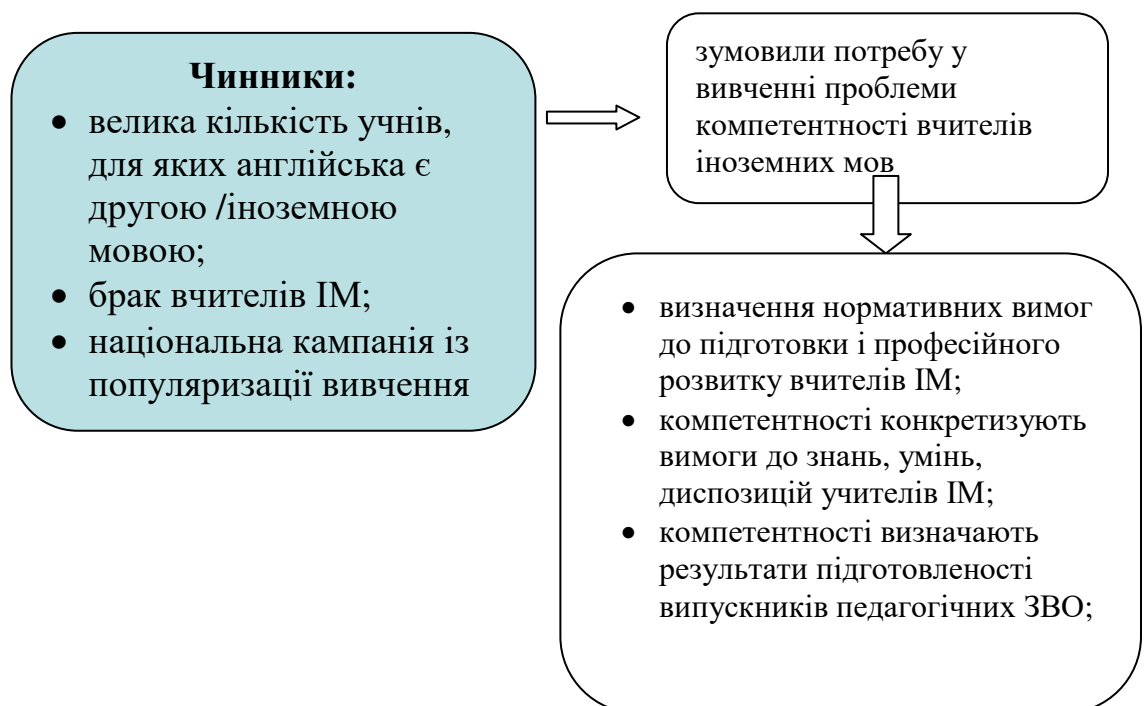 Чинники:
• велика кількість учнів,
для яких англійська є
другою /іноземною
мовою;
• брак вчителів ІМ;
• національна кампанія із
популяризації вивчення
зумовили потребу у
вивченні проблеми
компетентності вчителів
іноземних мов
• визначення нормативних вимог
до підготовки і професійного
розвитку вчителів ІМ;
• компетентності конкретизують
вимоги до знань, умінь,
диспозицій учителів ІМ;
• компетентності визначають
результати підготовленості
випускників педагогічних ЗВО;